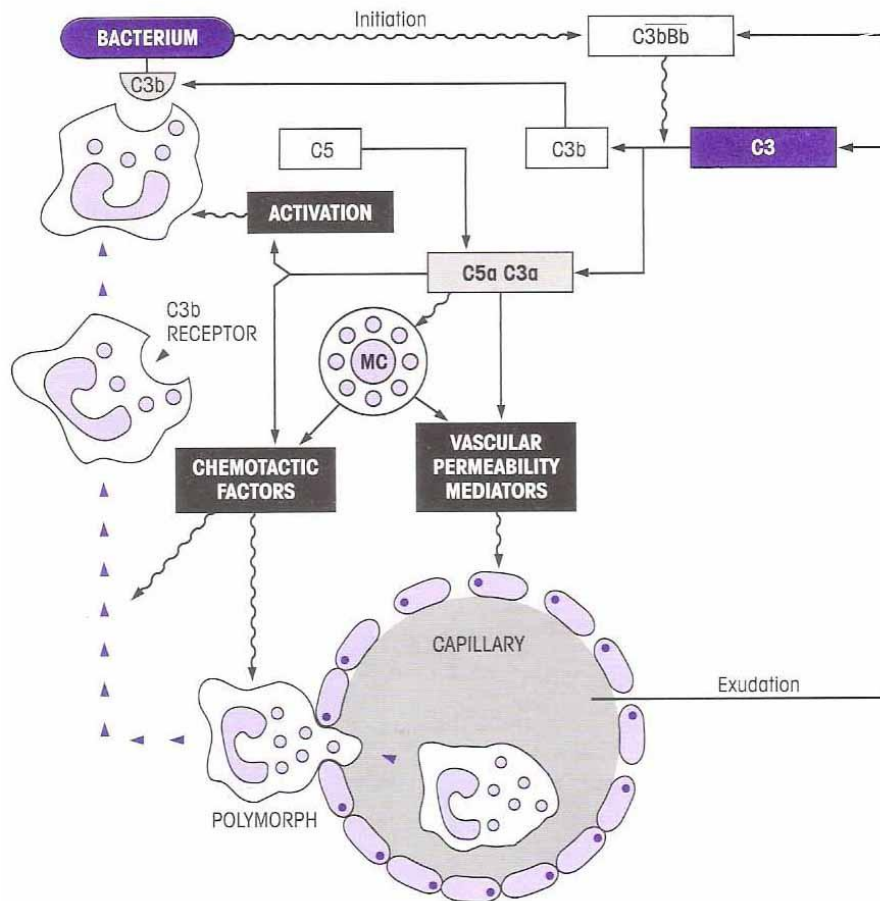 Initiation
BACTERIUM
C3bBb
C3b
C5
C3b
C3
ACTIVATION
C5a C3a
C3b
RECEPTOR
MC
CHEMOTACTIC
FACTORS
VASCULAR
PERMEABILITY
MEDIATORS
CAPILLARY
Exudation
POLYMORPH